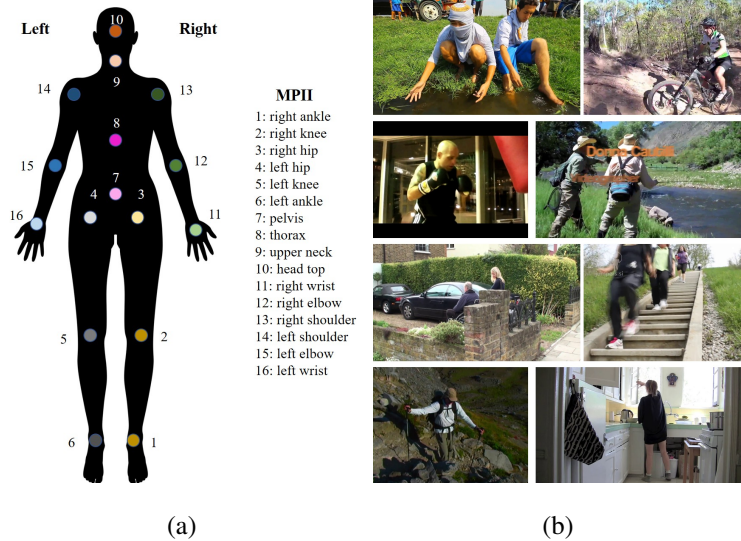 Left
Right
10
9
14
13
8
15
12
7
4
3
16
11
5
2
6
1
MPII
1: right ankle
2: right knee
3: right hip
4: left hip
5: left knee
6: left ankle
7: pelvis
8: thorax
9: upper neck
10: head top
11: right wrist
12: right elbow
13: right shoulder
14: left shoulder
15: left elbow
16: left wrist
(a)
(b)